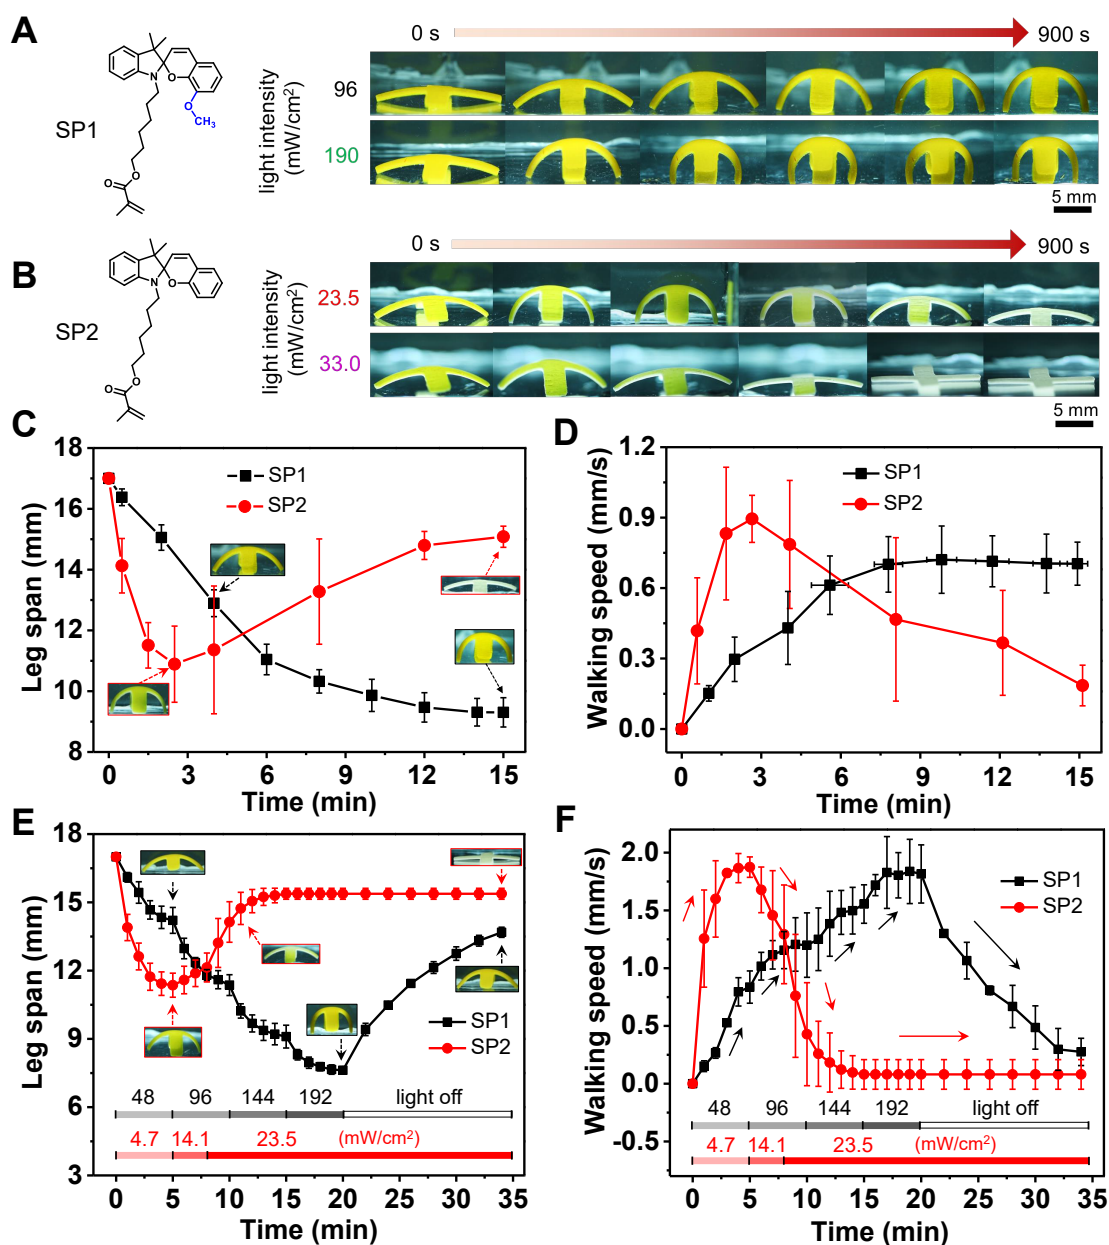 A
0 s
900 s
SP1
N
O
O
CH3
O
O
light intensity
(mW/cm²)
96
190
5 mm
B
0 s
900 s
SP2
N
O
O
O
light intensity
(mW/cm²)
23.5
33.0
5 mm
C
Leg span (mm)
18
16
14
12
10
8
SP1
SP2
0 3 6 9 12 15
Time (min)
D
Walking speed (mm/s)
1.2
0.9
0.6
0.3
0.0
SP1
SP2
0 3 6 9 12 15
Time (min)
E
Leg span (mm)
18
15
12
9
6
3
SP1
SP2
48 96 144 192 light off
4.7 14.1 23.5 (mW/cm²)
0 5 10 15 20 25 30 35
Time (min)
F
Walking speed (mm/s)
2.0
1.5
1.0
0.5
0.0
-0.5
SP1
SP2
48 96 144 192 light off
4.7 14.1 23.5 (mW/cm²)
0 5 10 15 20 25 30 35
Time (min)